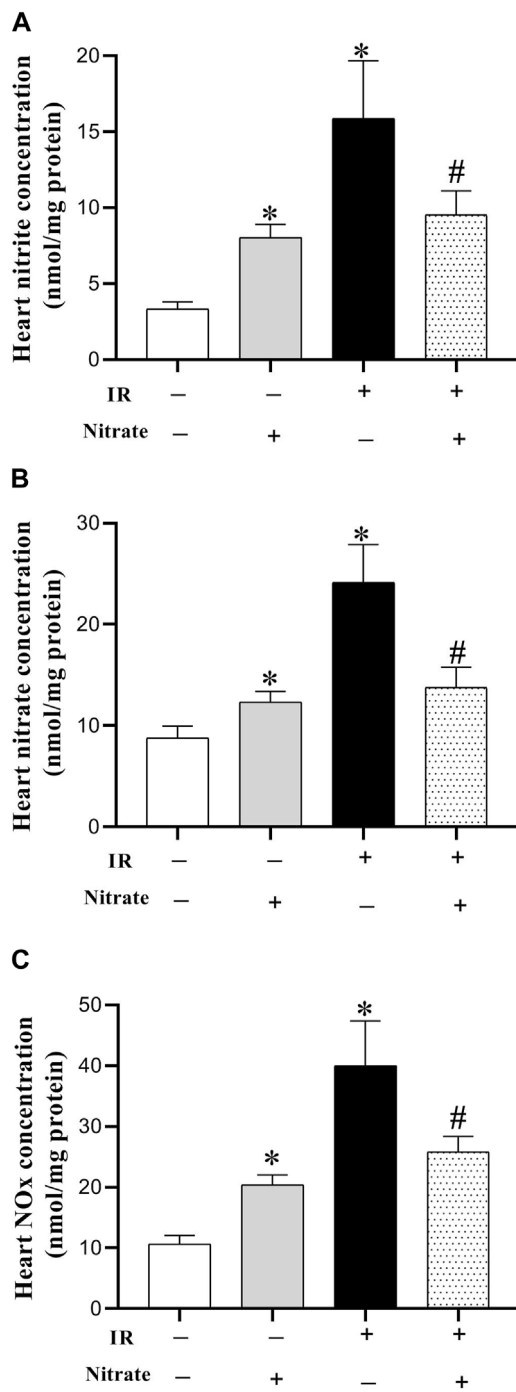 A
Heart nitrite concentration
(nmol/mg protein)
20
15
10
5
0
*
*
#
IR – – + +
Nitrate – + – +
B
Heart nitrate concentration
(nmol/mg protein)
30
20
10
0
*
*
#
IR – – + +
Nitrate – + – +
C
Heart NOx concentration
(nmol/mg protein)
50
40
30
20
10
0
*
*
#
IR – – + +
Nitrate – + – +